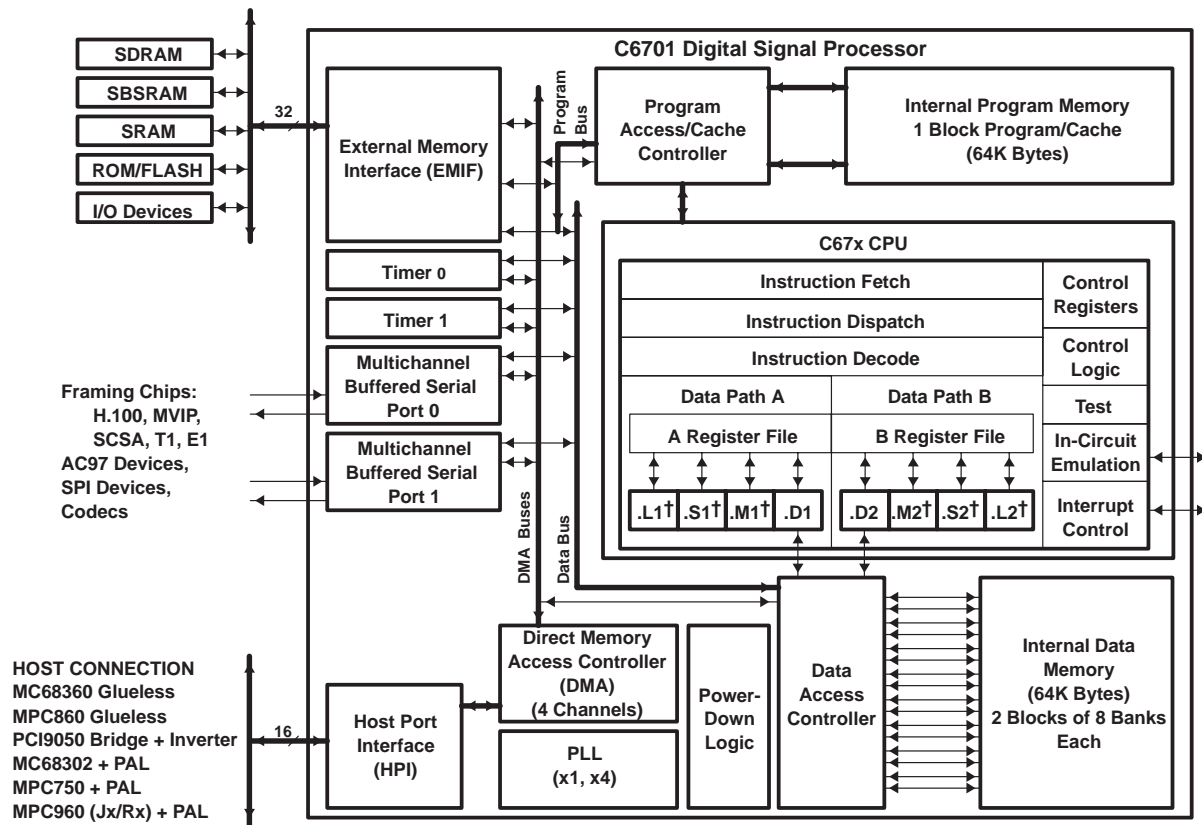 C6701 Digital Signal Processor
SDRAM
SBSRAM
SRAM
ROM/FLASH
I/O Devices
32
External Memory
Interface (EMIF)
Program
Bus
Program
Access/Cache
Controller
Internal Program Memory
1 Block Program/Cache
(64K Bytes)
Timer 0
Timer 1
Multichannel
Buffered Serial
Port 0
Multichannel
Buffered Serial
Port 1
Framing Chips:
H.100, MVIP,
SCSA, T1, E1
AC97 Devices,
SPI Devices,
Codecs
DMA Buses
Data Bus
C67x CPU
Instruction Fetch
Instruction Dispatch
Instruction Decode
Data Path A
Data Path B
A Register File
B Register File
.L1† .S1† .M1† .D1
.D2 .M2† .S2† .L2†
Control
Registers
Control
Logic
Test
In-Circuit
Emulation
Interrupt
Control
HOST CONNECTION
MC68360 Glueless
MPC860 Glueless
PCI9050 Bridge + Inverter
MC68302 + PAL
MPC750 + PAL
MPC960 (Jx/Rx) + PAL
16
Host Port
Interface
(HPI)
Direct Memory
Access Controller
(DMA)
(4 Channels)
PLL
(x1, x4)
Power-
Down
Logic
Data
Access
Controller
Internal Data
Memory
(64K Bytes)
2 Blocks of 8 Banks
Each